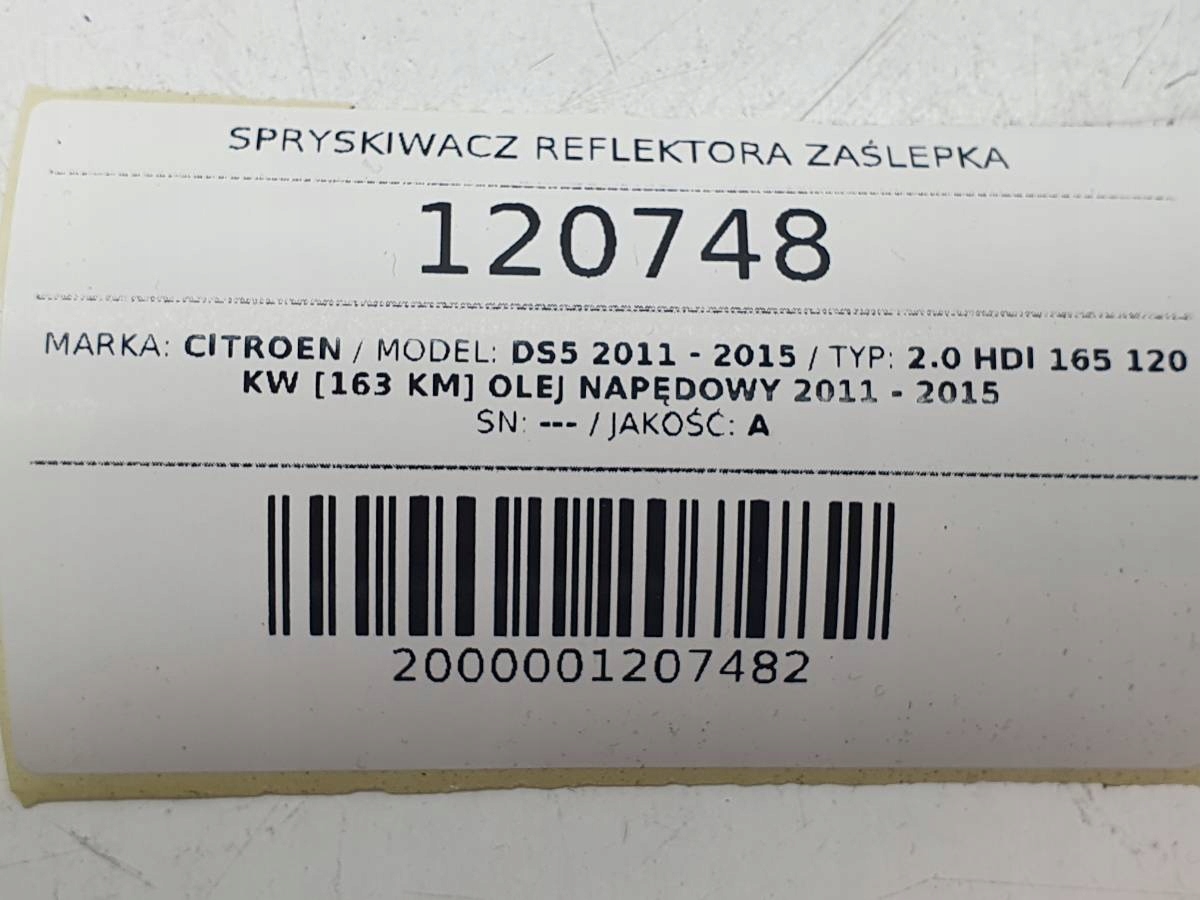 SPRYSKIWACZ REFLEKTORA ZAŚLEPKA
120748
MARKA: CITROEN / MODEL: DS5 2011 - 2015 / TYP: 2.0 HDI 165 120
KW [163 KM] OLEJ NAPĘDOWY 2011 - 2015
SN: --- / JAKOŚĆ: A
2000001207482